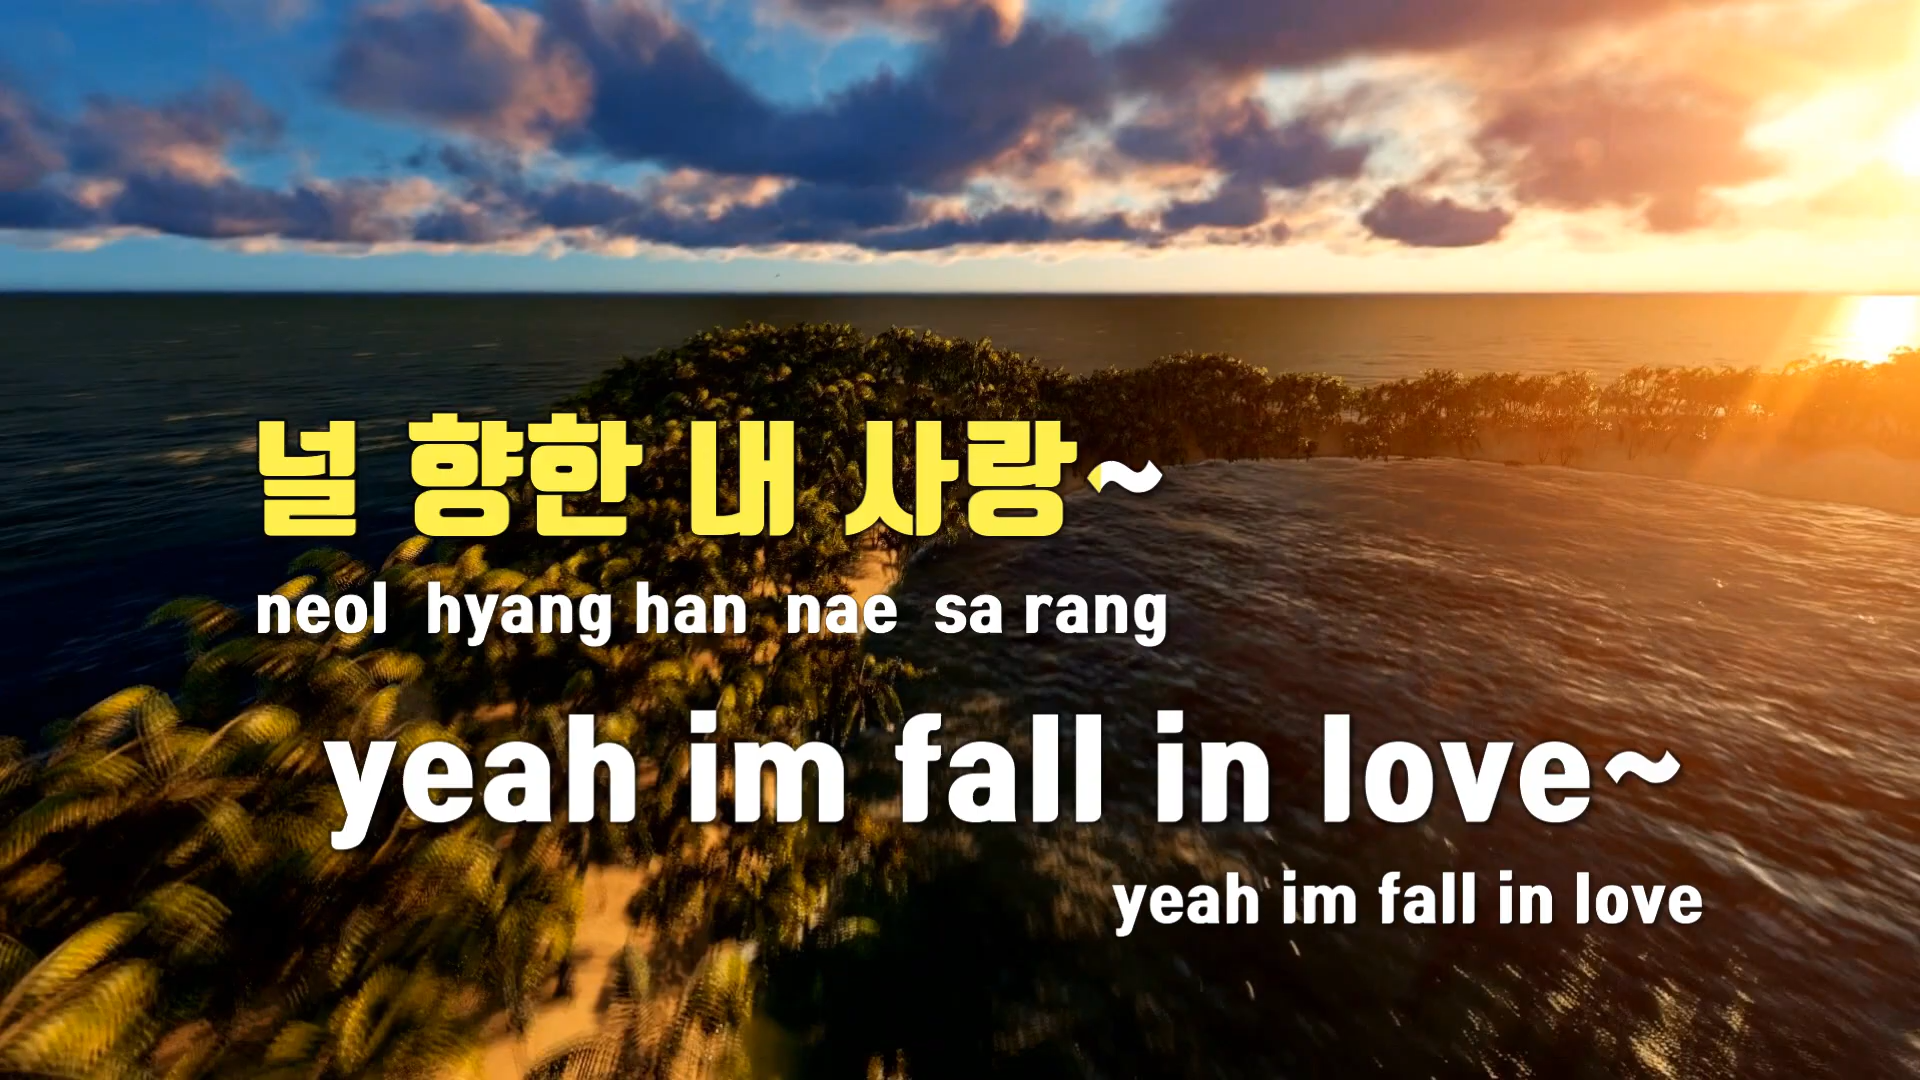 널 향한 내 사랑~
neol hyang han nae sa rang
yeah im fall in love~
yeah im fall in love